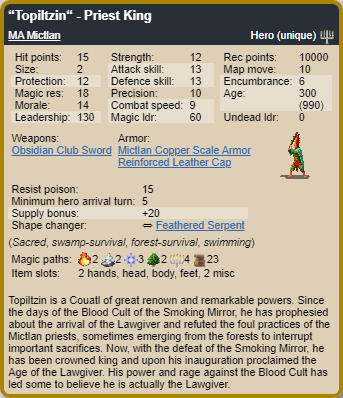 “Topiltzin“ - Priest King
MA Mictlan Hero (unique)
Hit points: 15 Strength: 12 Rec points: 10000
Size: 2 Attack skill: 13 Map move: 10
Protection: 12 Defence skill: 13 Encumbrance: 6
Magic res: 18 Precision: 10 Age: 300
Morale: 14 Combat speed: 9 (990)
Leadership: 130 Magic ldr: 60 Undead ldr: 0
Weapons: Armor:
Obsidian Club Sword Mictlan Copper Scale Armor
Reinforced Leather Cap
Resist poison: 15
Minimum hero arrival turn: 5
Supply bonus: +20
Shape changer: ⇔ Feathered Serpent
(Sacred, swamp-survival, forest-survival, swimming)
Magic paths: 2 2 3 2 4 23
Item slots: 2 hands, head, body, feet, 2 misc
Topiltzin is a Couatl of great renown and remarkable powers. Since
the days of the Blood Cult of the Smoking Mirror, he has prophesied
about the arrival of the Lawgiver and refuted the foul practices of the
Mictlan priests, sometimes emerging from the forests to interrupt
important sacrifices. Now, with the defeat of the Smoking Mirror, he
has been crowned king and upon his inauguration proclaimed the
Age of the Lawgiver. His power and rage against the Blood Cult has
led some to believe he is actually the Lawgiver.